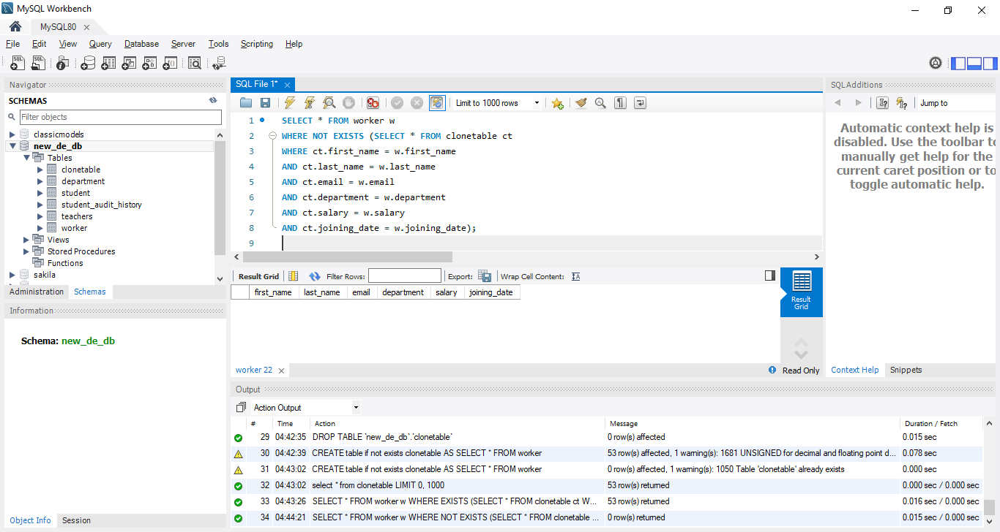 MySQL Workbench
MySQL80
File Edit View Query Database Server Tools Scripting Help
Navigator
SCHEMAS
Filter objects
classicmodels
new_de_db
Tables
clonetable
department
student
student_audit_history
teachers
worker
Views
Stored Procedures
Functions
sakila
Administration Schemas
Information
Schema: new_de_db
Object Info Session
SQL File 1*
Limit to 1000 rows
1 SELECT * FROM worker w
2 WHERE NOT EXISTS (SELECT * FROM clonetable ct
3 WHERE ct.first_name = w.first_name
4 AND ct.last_name = w.last_name
5 AND ct.email = w.email
6 AND ct.department = w.department
7 AND ct.salary = w.salary
8 AND ct.joining_date = w.joining_date);
9
Result Grid Filter Rows: Export: Wrap Cell Content:
first_name last_name email department salary joining_date
Result
Grid
worker 22
Read Only
SQLAdditions
Jump to
Automatic context help is
disabled. Use the toolbar to
manually get help for the
current caret position or to
toggle automatic help.
Context Help Snippets
Output
Action Output
# Time Action Message Duration / Fetch
29 04:42:35 DROP TABLE `new_de_db`.`clonetable` 0 row(s) affected 0.015 sec
30 04:42:39 CREATE table if not exists clonetable AS SELECT * FROM worker 53 row(s) affected, 1 warning(s): 1681 UNSIGNED for decimal and floating point d... 0.078 sec
31 04:43:02 CREATE table if not exists clonetable AS SELECT * FROM worker 0 row(s) affected, 1 warning(s): 1050 Table 'clonetable' already exists 0.000 sec
32 04:43:02 select * from clonetable LIMIT 0, 1000 53 row(s) returned 0.000 sec / 0.000 sec
33 04:43:26 SELECT * FROM worker w WHERE EXISTS (SELECT * FROM clonetable ct W... 53 row(s) returned 0.016 sec / 0.000 sec
34 04:44:21 SELECT * FROM worker w WHERE NOT EXISTS (SELECT * FROM clonetable ... 0 row(s) returned 0.015 sec / 0.000 sec